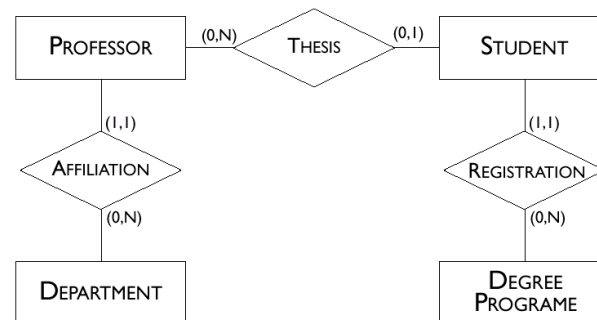 PROFESSOR
(0,N)
THESIS
(0,1)
STUDENT
(1,1)
(1,1)
AFFILIATION
REGISTRATION
(0,N)
(0,N)
DEPARTMENT
DEGREE
PROGRAME